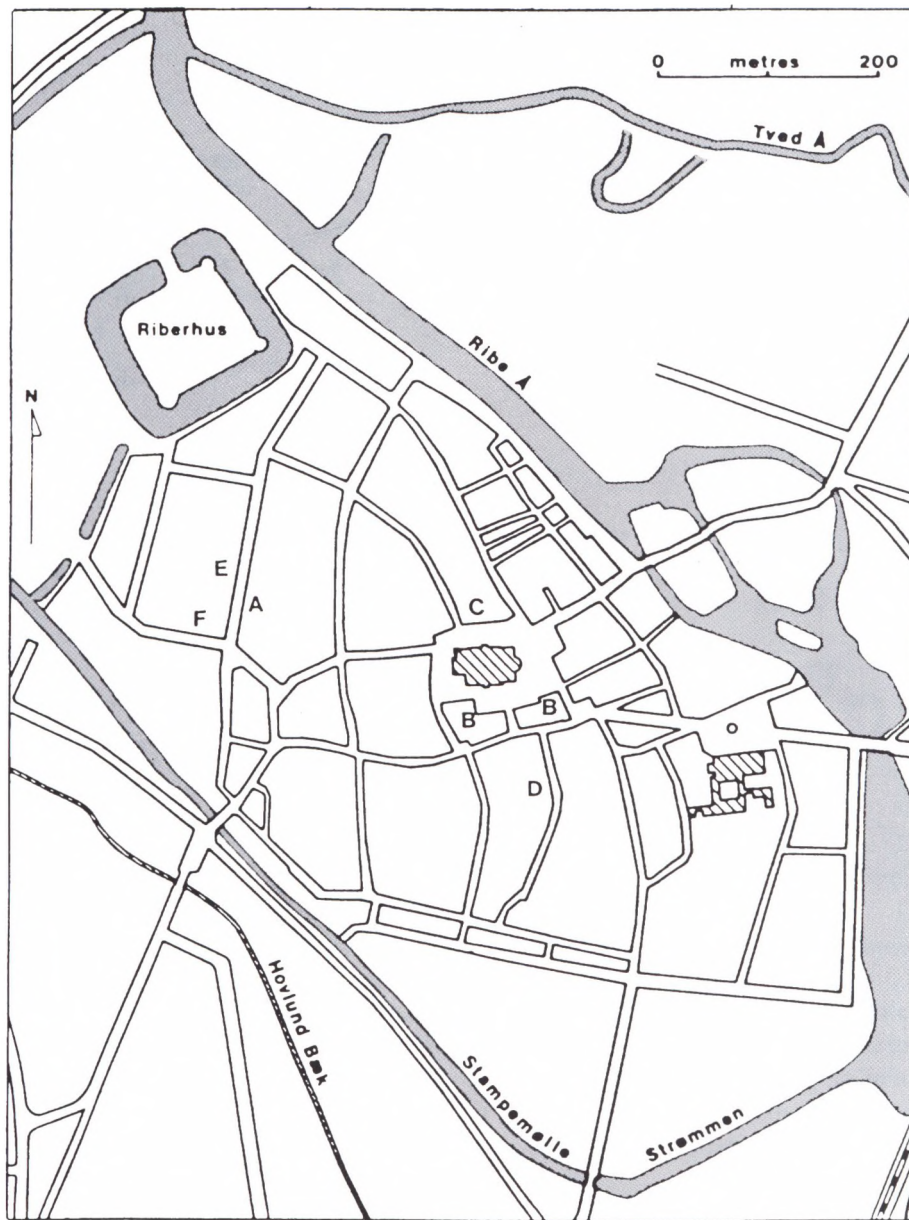 0 metres 200
Tved Å
Riberhus
Ribe Å
N
E
A
F
C
B
B
D
Hovlund Bæk
Stampemølle
Strømmen